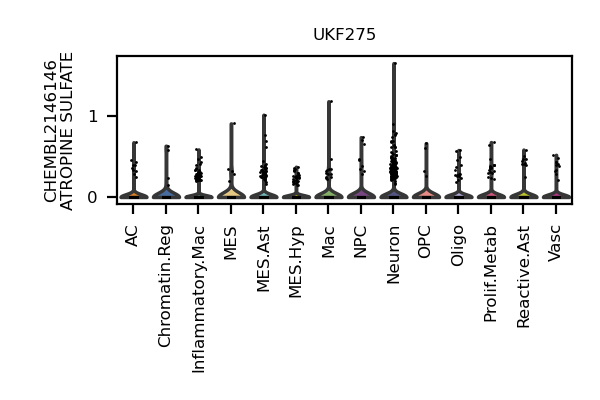 UKF275
CHEMBL2146146
ATROPINE SULFATE
1
0
AC
Chromatin.Reg
Inflammatory.Mac
MES
MES.Ast
MES.Hyp
Mac
NPC
Neuron
OPC
Oligo
Prolif.Metab
Reactive.Ast
Vasc